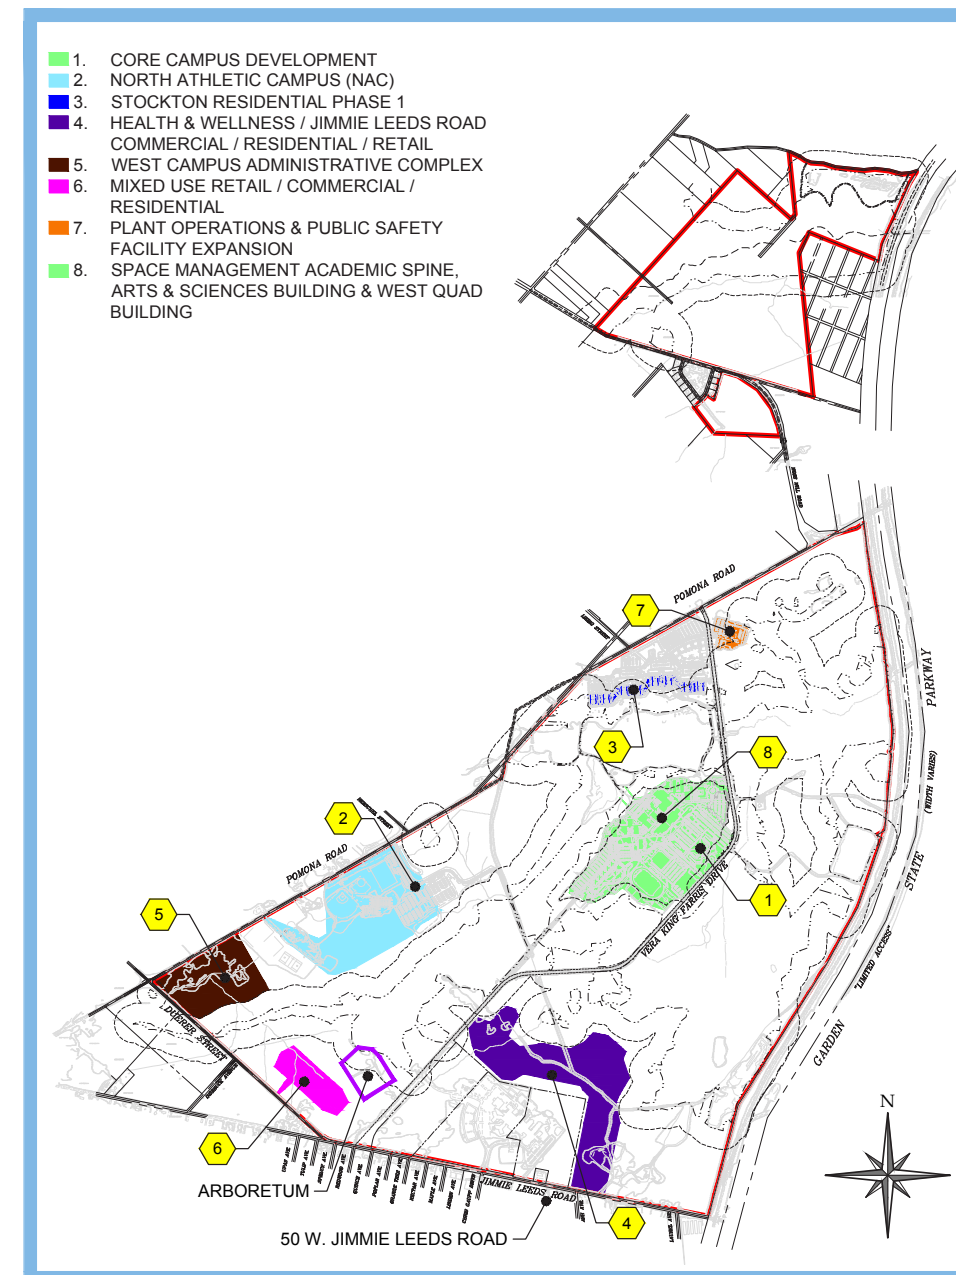 1. CORE CAMPUS DEVELOPMENT
2. NORTH ATHLETIC CAMPUS (NAC)
3. STOCKTON RESIDENTIAL PHASE 1
4. HEALTH & WELLNESS / JIMMIE LEEDS ROAD
COMMERCIAL / RESIDENTIAL / RETAIL
5. WEST CAMPUS ADMINISTRATIVE COMPLEX
6. MIXED USE RETAIL / COMMERCIAL /
RESIDENTIAL
7. PLANT OPERATIONS & PUBLIC SAFETY
FACILITY EXPANSION
8. SPACE MANAGEMENT ACADEMIC SPINE,
ARTS & SCIENCES BUILDING & WEST QUAD
BUILDING
POMONA ROAD
7
PARKWAY
3
8
(WIDTH VARIES)
2
POMONA ROAD
STATE
1
VERA KING FARRIS DRIVE
5
"LIMITED ACCESS"
DUERER STREET
GARDEN
N
6
ARBORETUM
JIMMIE LEEDS ROAD
4
50 W. JIMMIE LEEDS ROAD